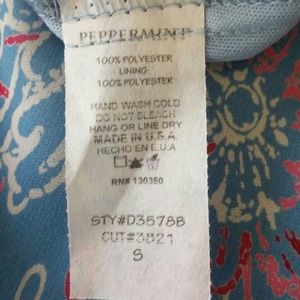 PEPPERMINT
100% POLYESTER
LINING:
100% POLYESTER
HAND WASH COLD
DO NOT BLEACH
HANG OR LINE DRY
MADE IN U.S.A.
HECHO EN E.U.A
RN# 130350
STY#D3578B
CUT#3821
S